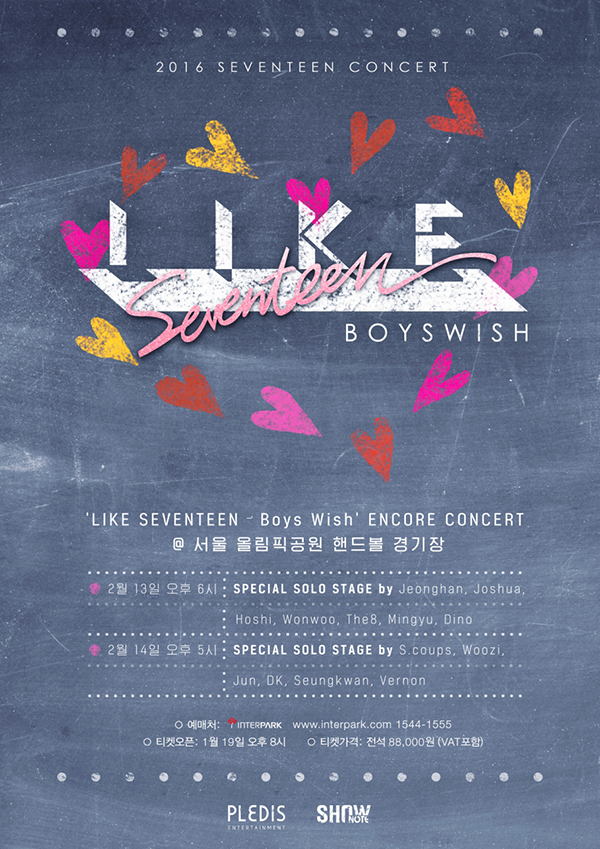 2016 SEVENTEEN CONCERT
LIKE
Seventeen
BOYSWISH
'LIKE SEVENTEEN - Boys Wish' ENCORE CONCERT
@ 서울 올림픽공원 핸드볼 경기장
2월 13일 오후 6시 SPECIAL SOLO STAGE by Jeonghan, Joshua,
Hoshi, Wonwoo, The8, Mingyu, Dino
2월 14일 오후 5시 SPECIAL SOLO STAGE by S.coups, Woozi,
Jun, DK, Seungkwan, Vernon
예매처: INTERPARK www.interpark.com 1544-1555
티켓오픈: 1월 19일 오후 8시 티켓가격: 전석 88,000원 (VAT포함)
PLEDIS
ENTERTAINMENT
SHOW
NOTE